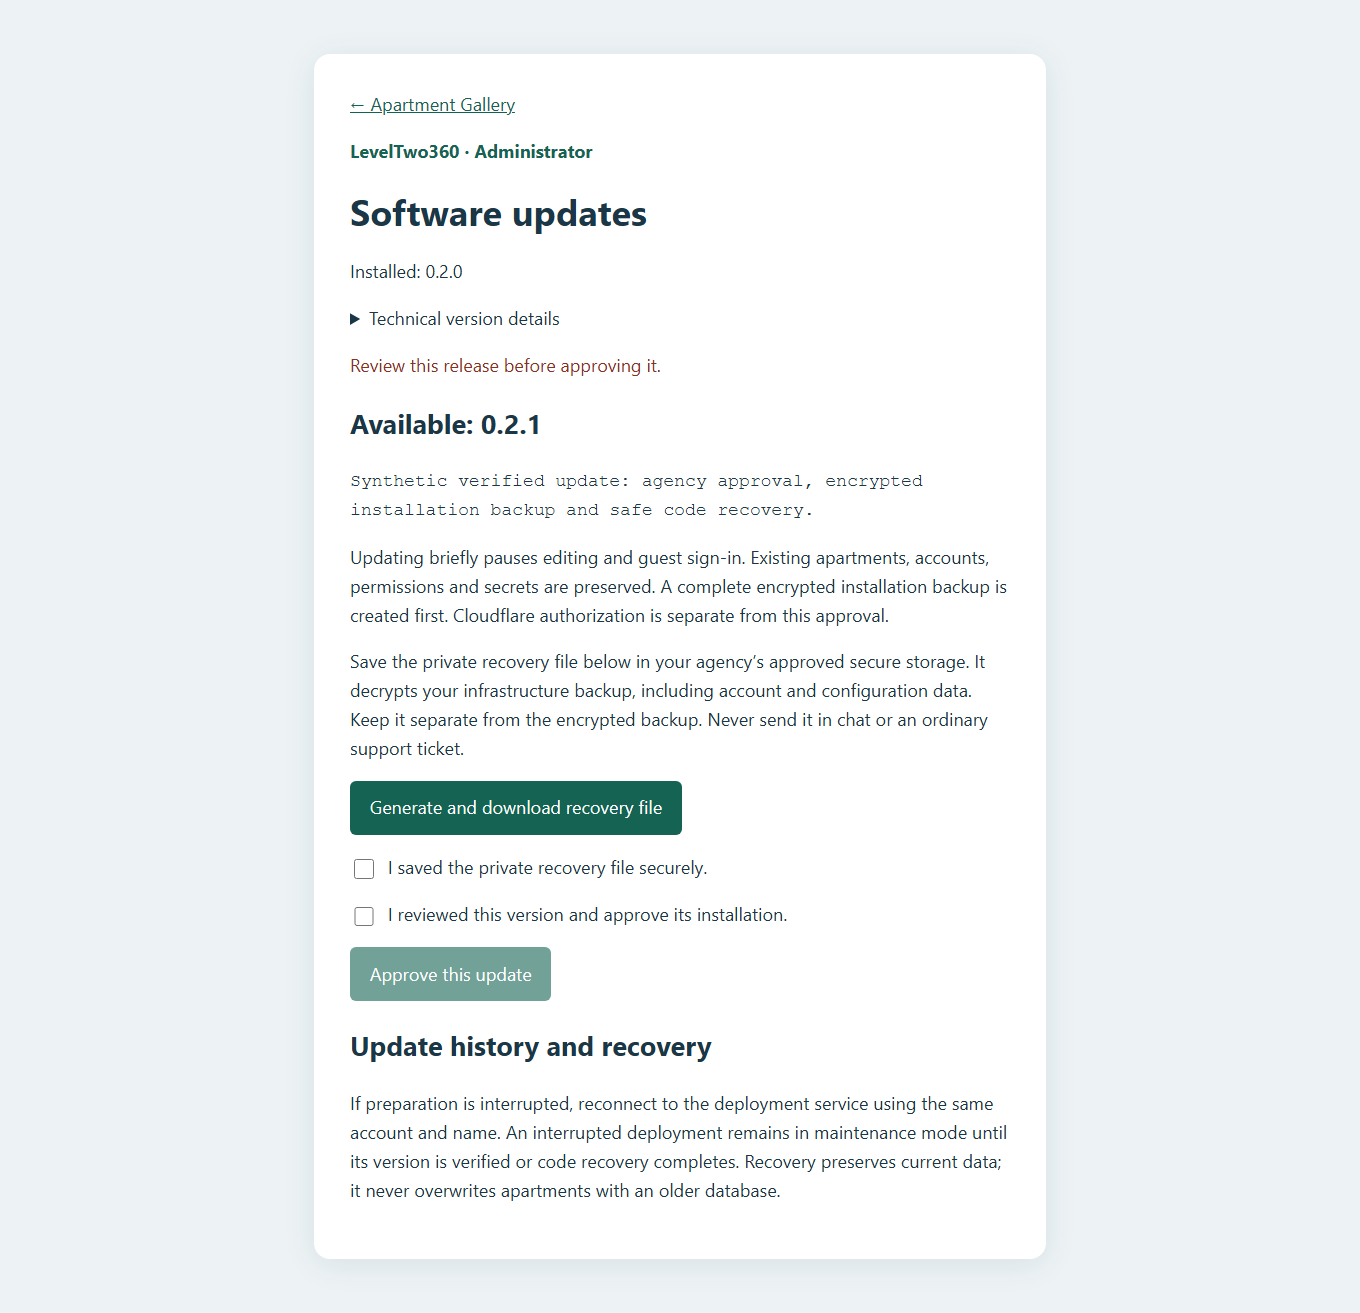 ← Apartment Gallery
LevelTwo360 · Administrator
Software updates
Installed: 0.2.0
▶ Technical version details
Review this release before approving it.
Available: 0.2.1
Synthetic verified update: agency approval, encrypted
installation backup and safe code recovery.
Updating briefly pauses editing and guest sign-in. Existing apartments, accounts,
permissions and secrets are preserved. A complete encrypted installation backup is
created first. Cloudflare authorization is separate from this approval.
Save the private recovery file below in your agency’s approved secure storage. It
decrypts your infrastructure backup, including account and configuration data.
Keep it separate from the encrypted backup. Never send it in chat or an ordinary
support ticket.
Generate and download recovery file
I saved the private recovery file securely.
I reviewed this version and approve its installation.
Approve this update
Update history and recovery
If preparation is interrupted, reconnect to the deployment service using the same
account and name. An interrupted deployment remains in maintenance mode until
its version is verified or code recovery completes. Recovery preserves current data;
it never overwrites apartments with an older database.